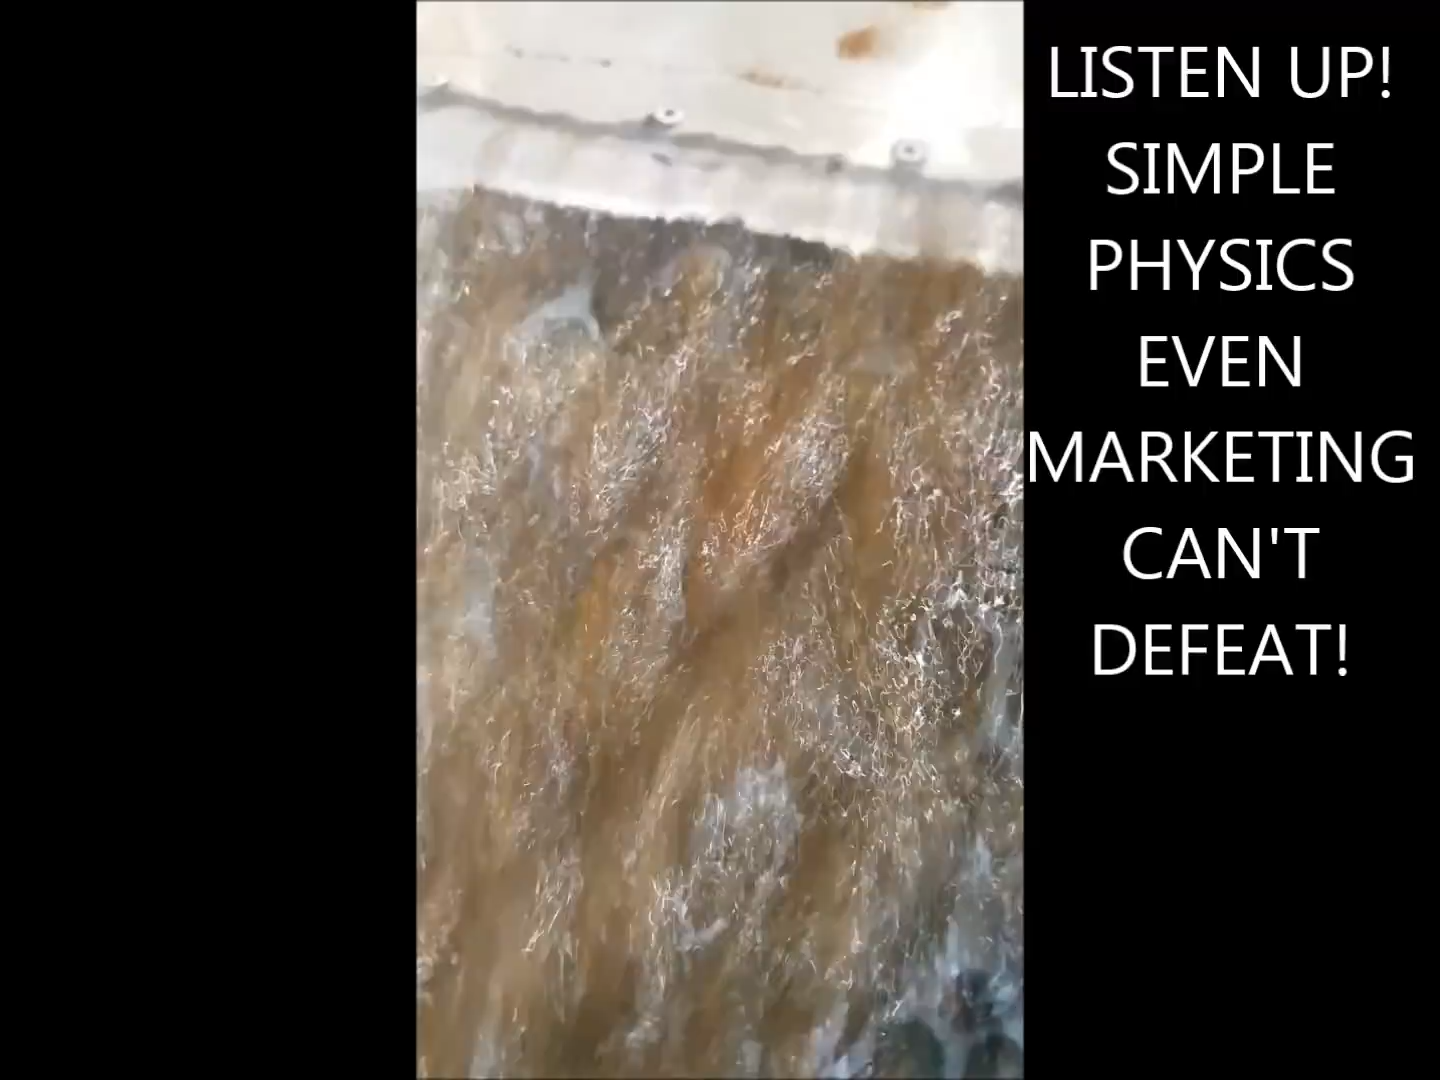 LISTEN UP!
SIMPLE
PHYSICS
EVEN
MARKETING
CAN'T
DEFEAT!